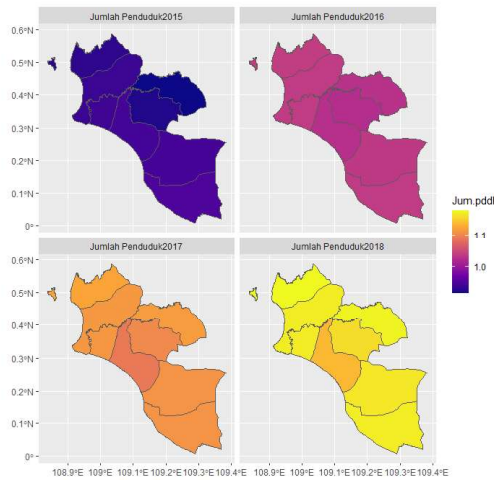 Jumlah Penduduk2015
Jumlah Penduduk2016
0.6°N
0.5°N
0.4°N
0.3°N
0.2°N
0.1°N
0°
Jum.pddk
1.1
1.0
Jumlah Penduduk2017
Jumlah Penduduk2018
0.6°N
0.5°N
0.4°N
0.3°N
0.2°N
0.1°N
0°
108.9°E 109°E 109.1°E 109.2°E 109.3°E 109.4°E 108.9°E 109°E 109.1°E 109.2°E 109.3°E 109.4°E